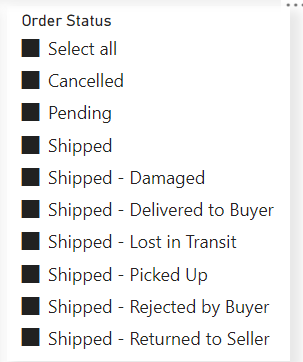 Order Status
Select all
Cancelled
Pending
Shipped
Shipped - Damaged
Shipped - Delivered to Buyer
Shipped - Lost in Transit
Shipped - Picked Up
Shipped - Rejected by Buyer
Shipped - Returned to Seller